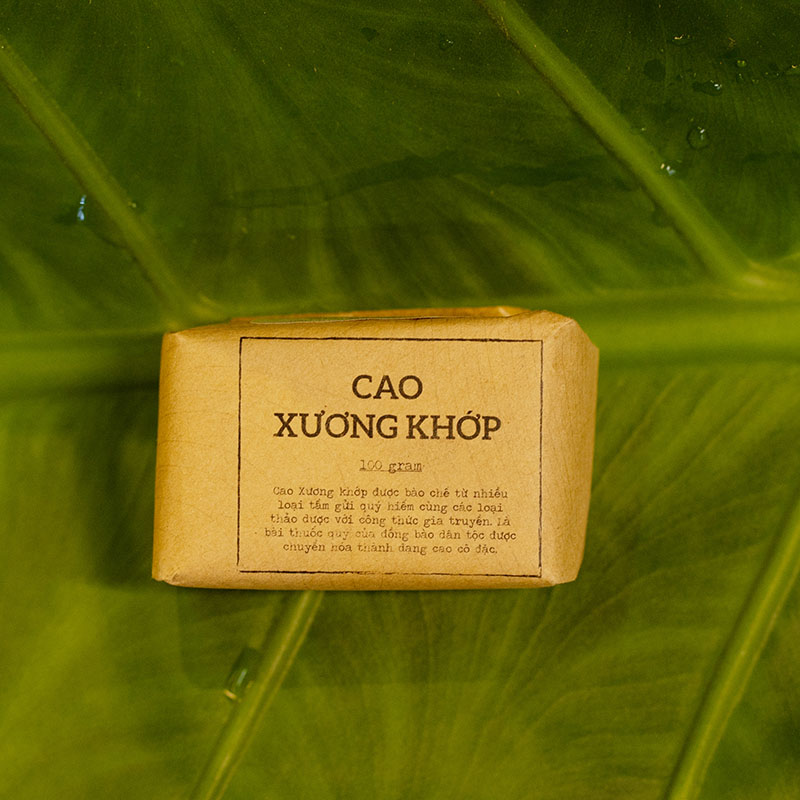 CAO
XƯƠNG KHỚP
100 gram
Cao Xương khớp được bào chế từ nhiều
loại tầm gửi quý hiếm cùng các loại
thảo dược với công thức gia truyền. Là
bài thuốc quý của đồng bào dân tộc được
chuyển hóa thành dạng cao cô đặc.